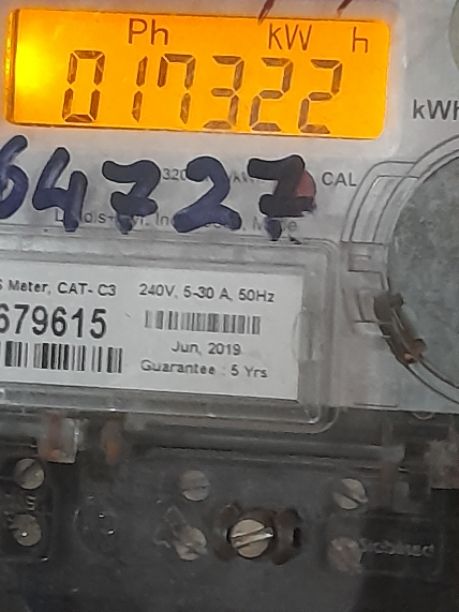 Ph kW h
017322
kWh
64727
320 CAL
S Meter, CAT- C3 240V, 5-30 A, 50Hz
679615
Jun, 2019
Guarantee : 5 Yrs